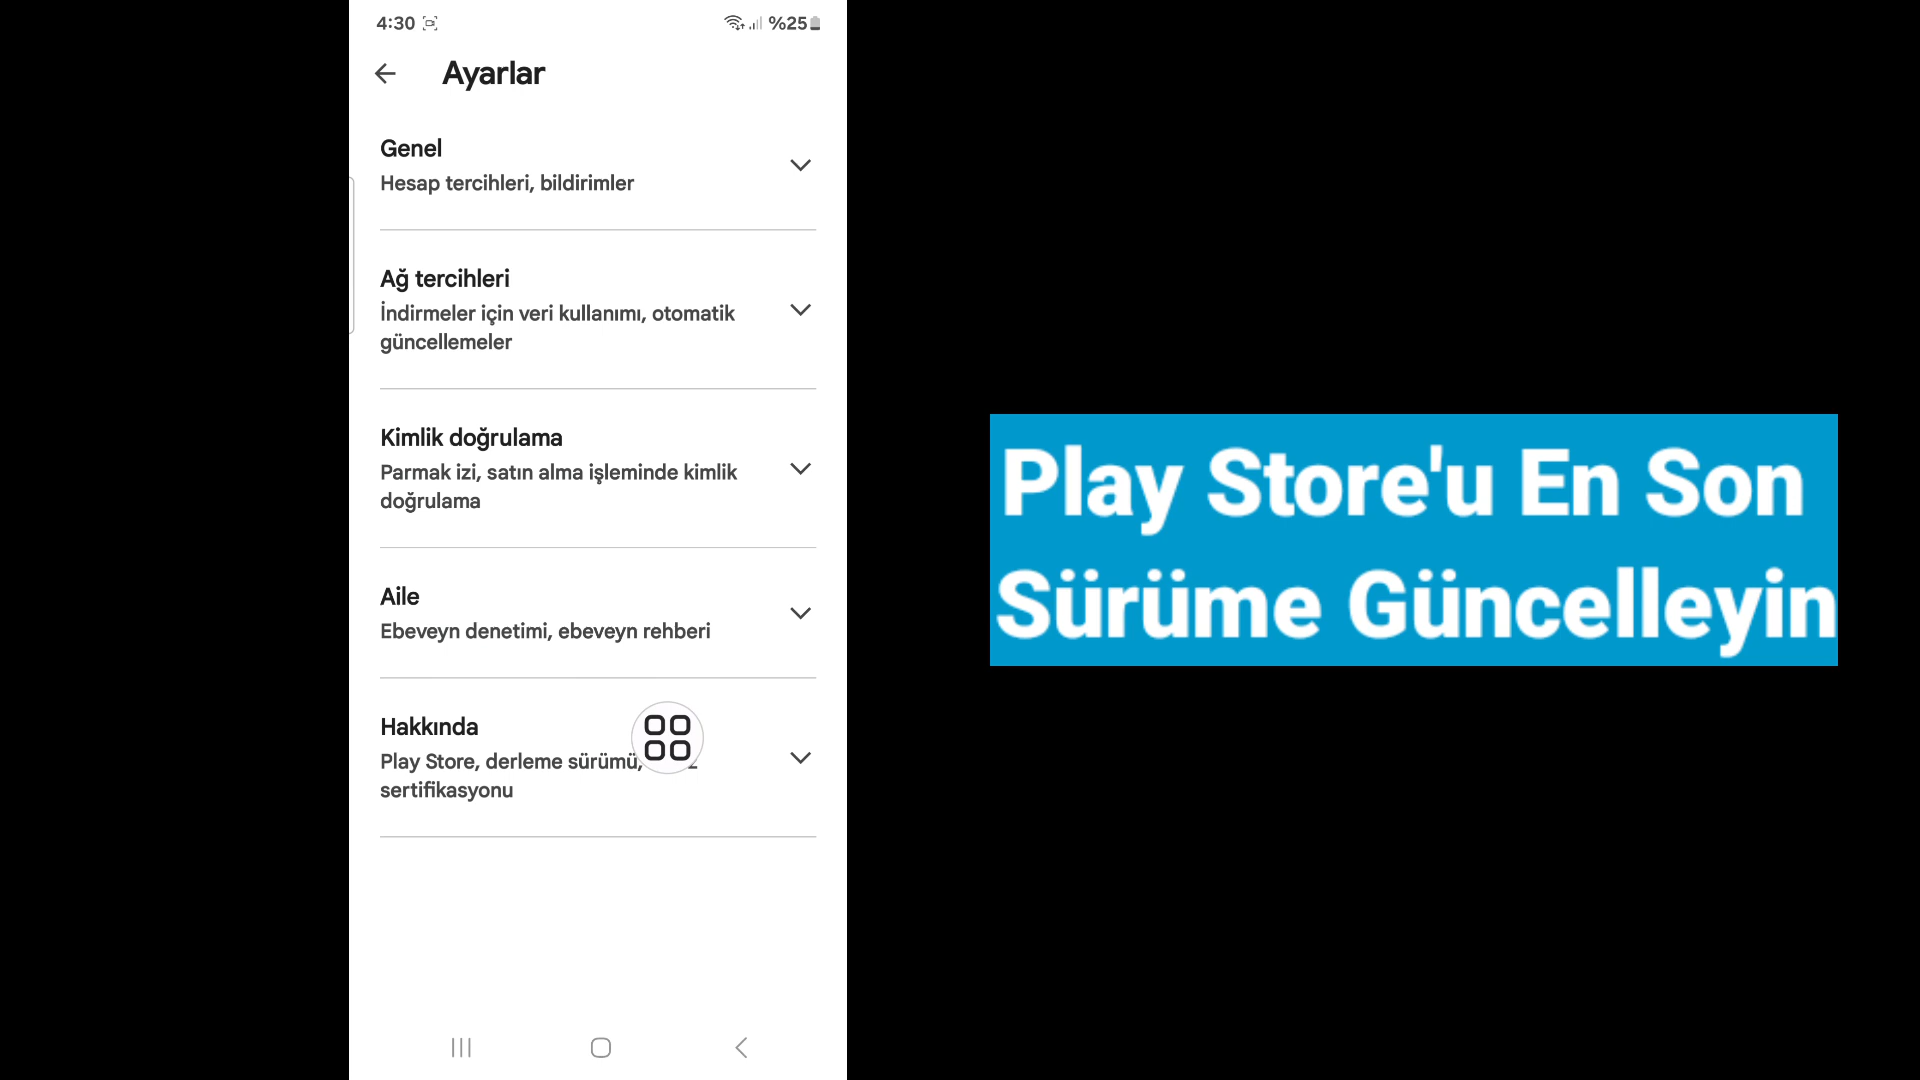 4:30
%25
Ayarlar
Genel
Hesap tercihleri, bildirimler
Ağ tercihleri
İndirmeler için veri kullanımı, otomatik
güncellemeler
Kimlik doğrulama
Parmak izi, satın alma işleminde kimlik
doğrulama
Aile
Ebeveyn denetimi, ebeveyn rehberi
Hakkında
Play Store, derleme sürümü,
sertifikasyonu
Play Store'u En Son
Sürüme Güncelleyin